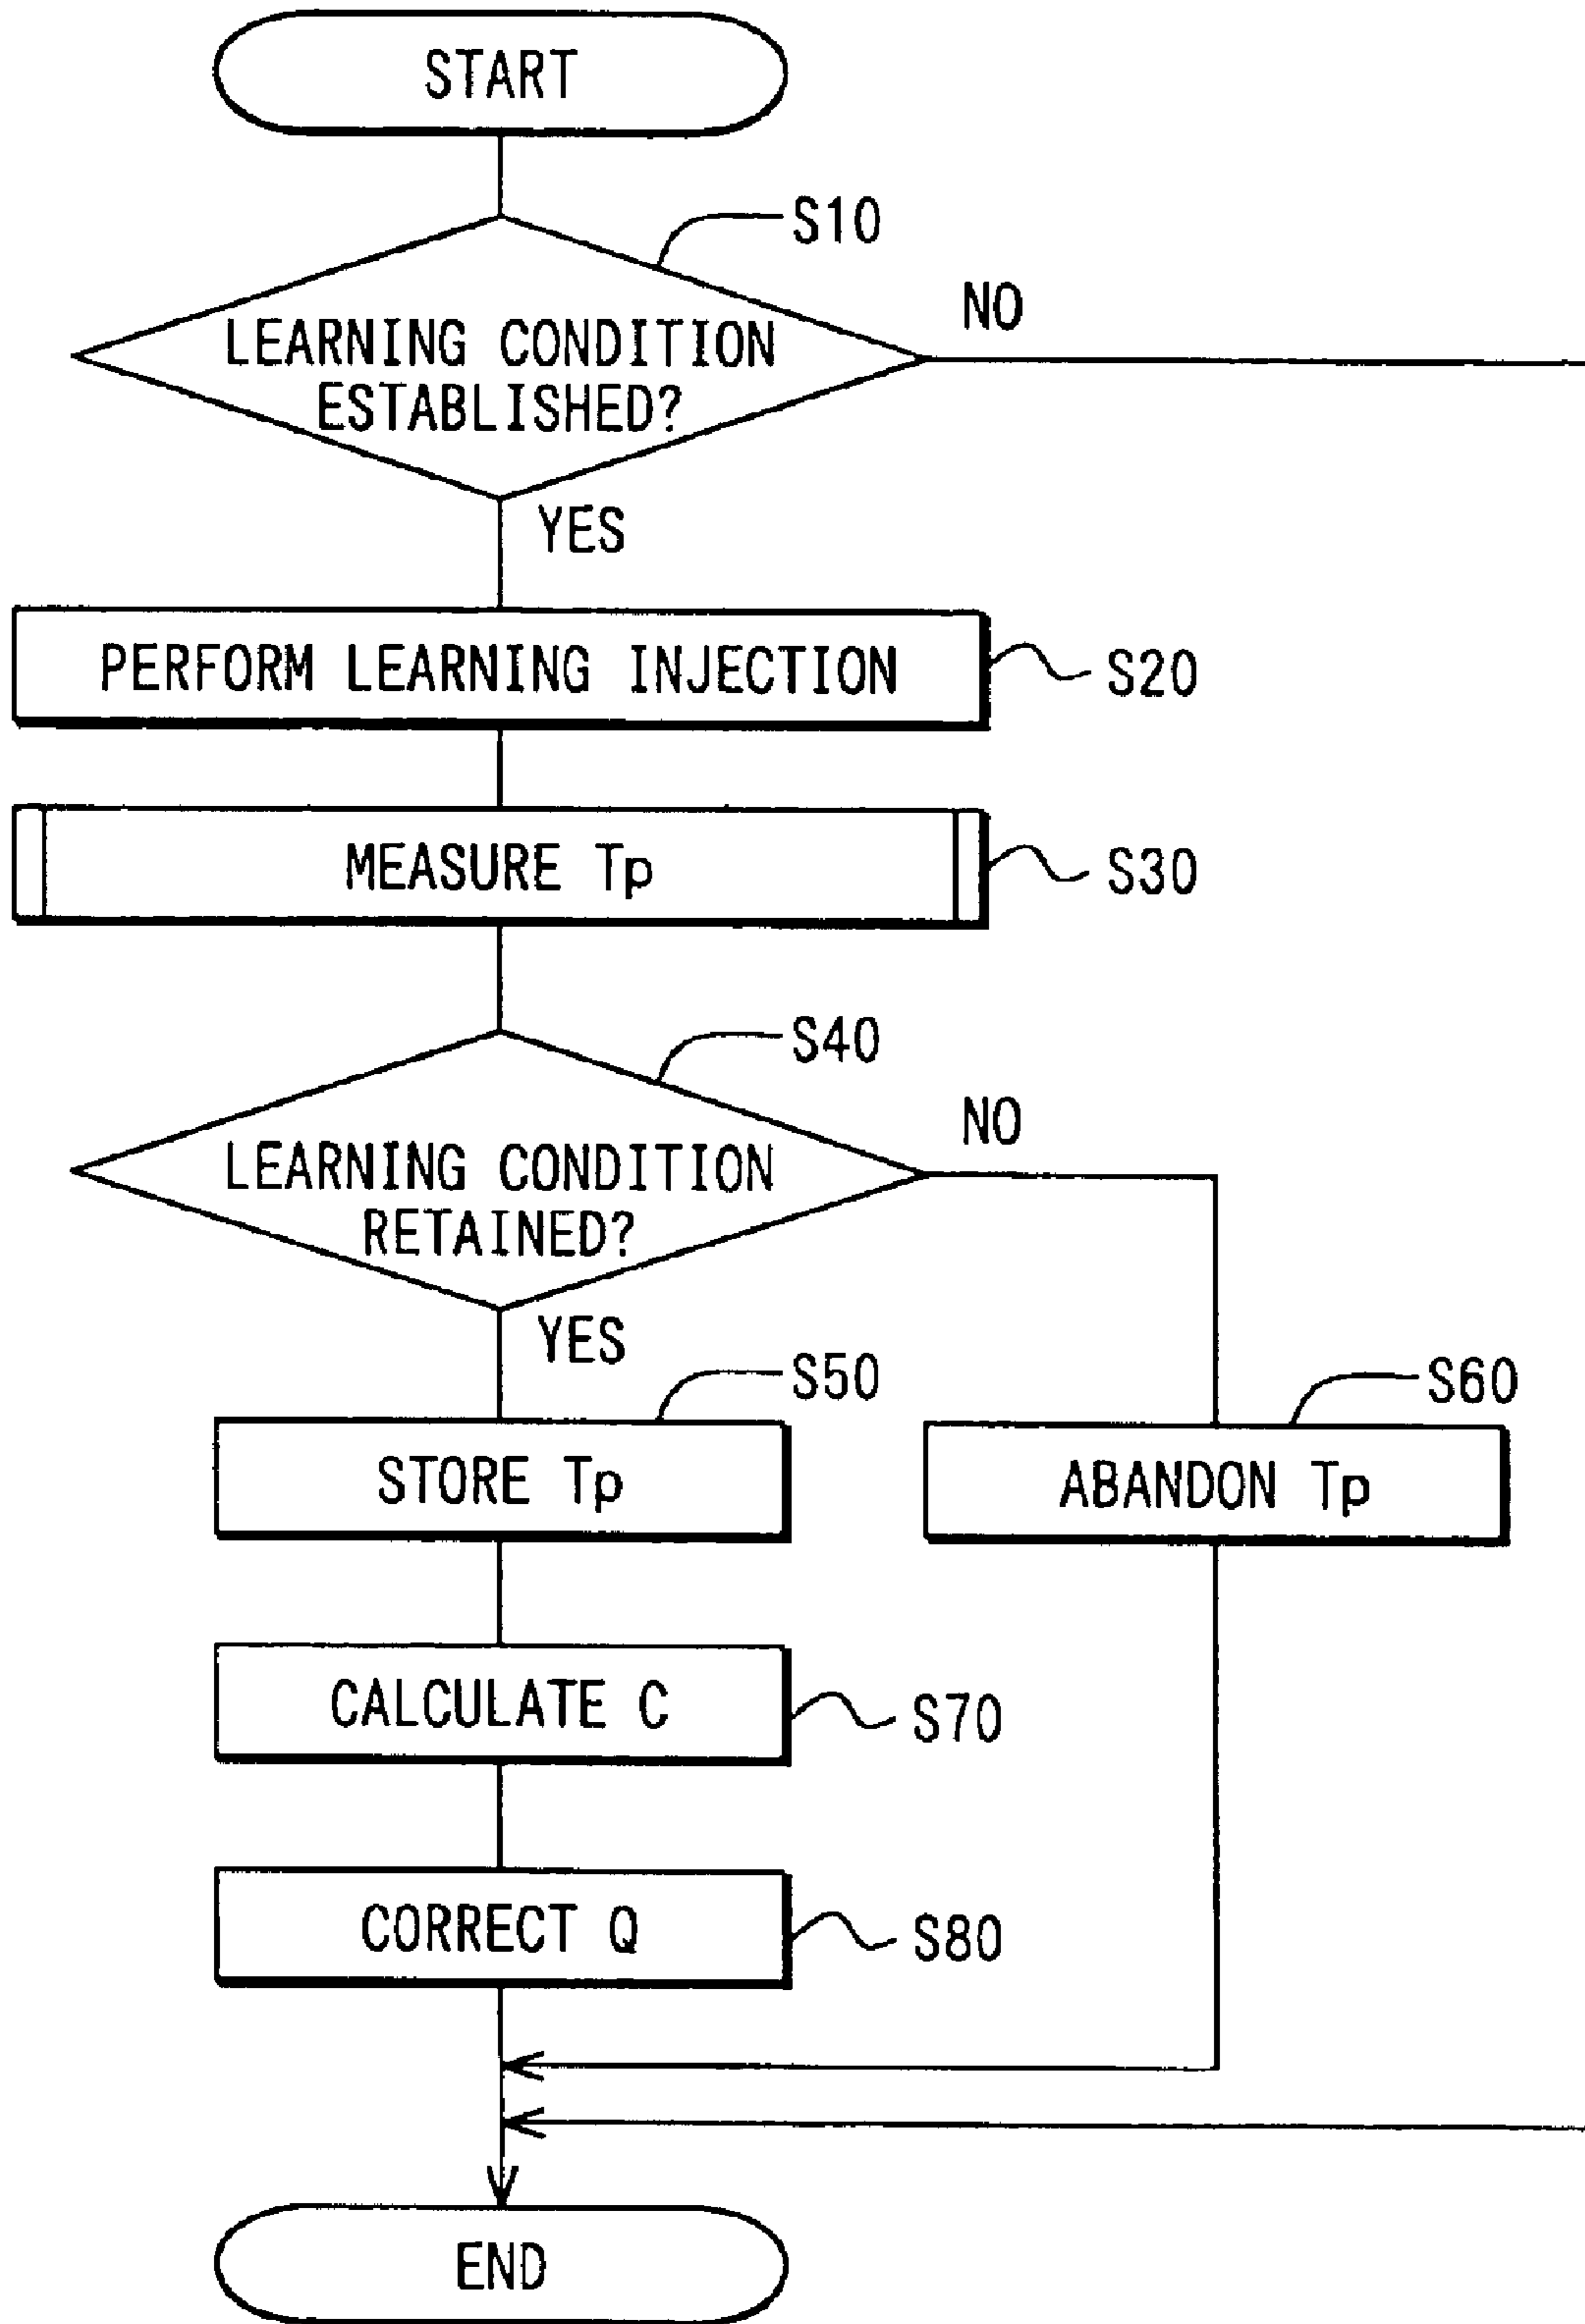 START
S10
NO
LEARNING CONDITION
ESTABLISHED?
YES
PERFORM LEARNING INJECTION
S20
MEASURE Tp
S30
S40
NO
LEARNING CONDITION
RETAINED?
YES
S50
S60
STORE Tp
ABANDON Tp
CALCULATE C
S70
CORRECT Q
S80
END